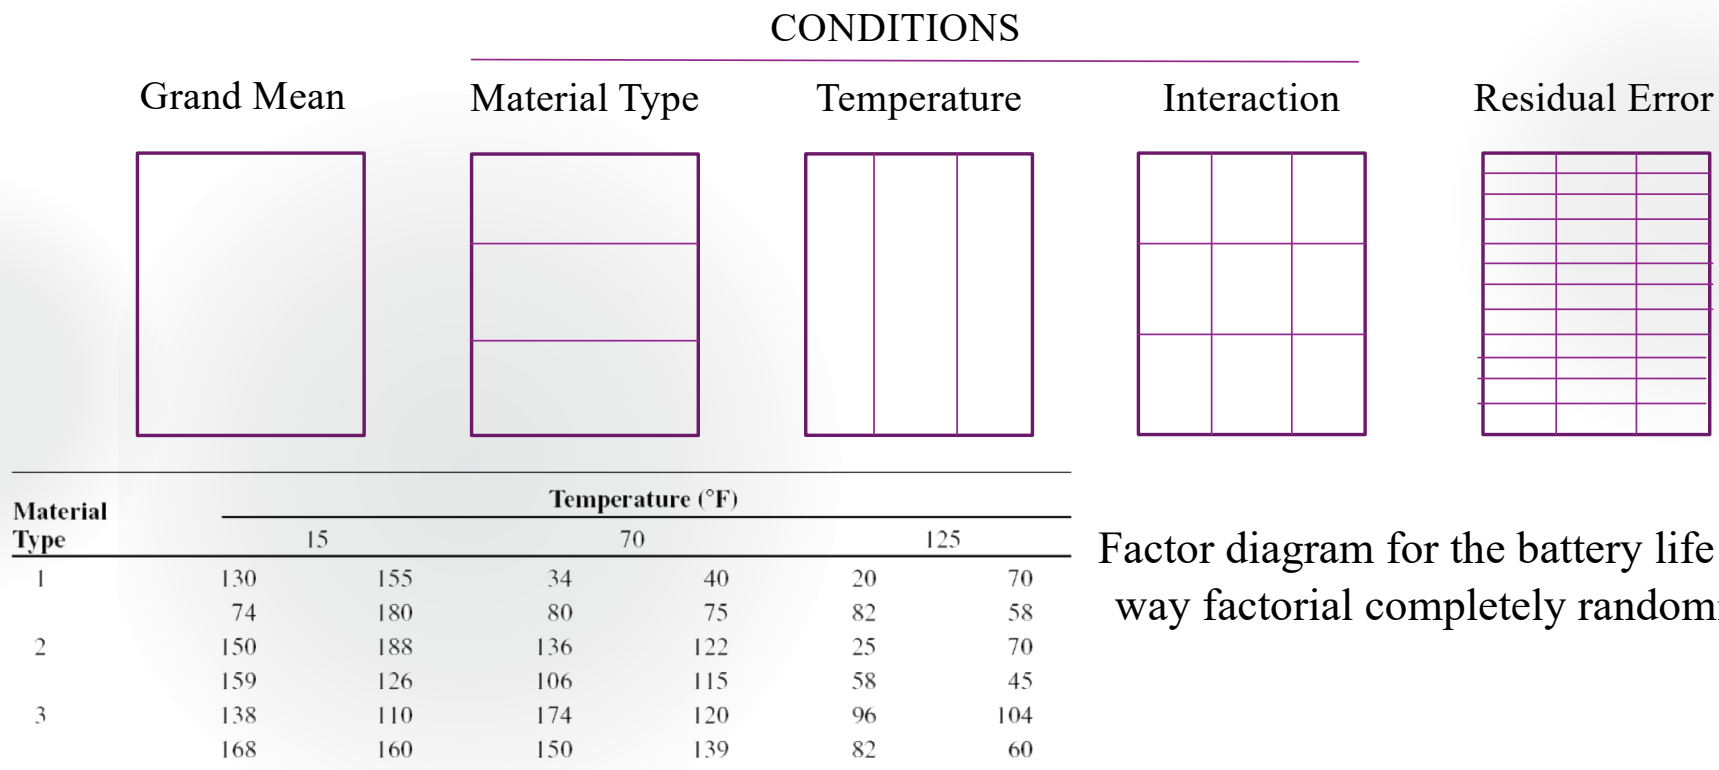 CONDITIONS
Grand Mean Material Type Temperature Interaction Residual Error
Material Type
Temperature (°F)
15 70 125
1 130 155 34 40 20 70
74 180 80 75 82 58
2 150 188 136 122 25 70
159 126 106 115 58 45
3 138 110 174 120 96 104
168 160 150 139 82 60
Factor diagram for the battery life
way factorial completely